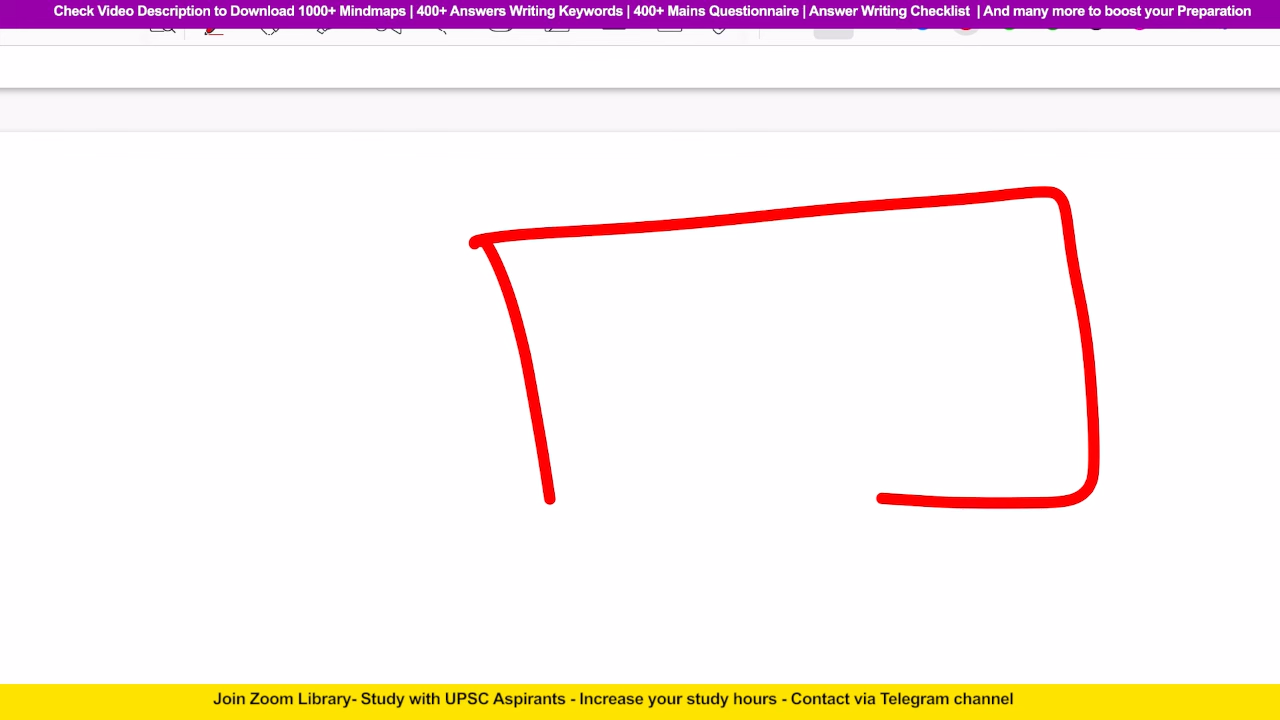 Check Video Description to Download 1000+ Mindmaps | 400+ Answers Writing Keywords | 400+ Mains Questionnaire | Answer Writing Checklist | And many more to boost your Preparation
Join Zoom Library- Study with UPSC Aspirants - Increase your study hours - Contact via Telegram channel